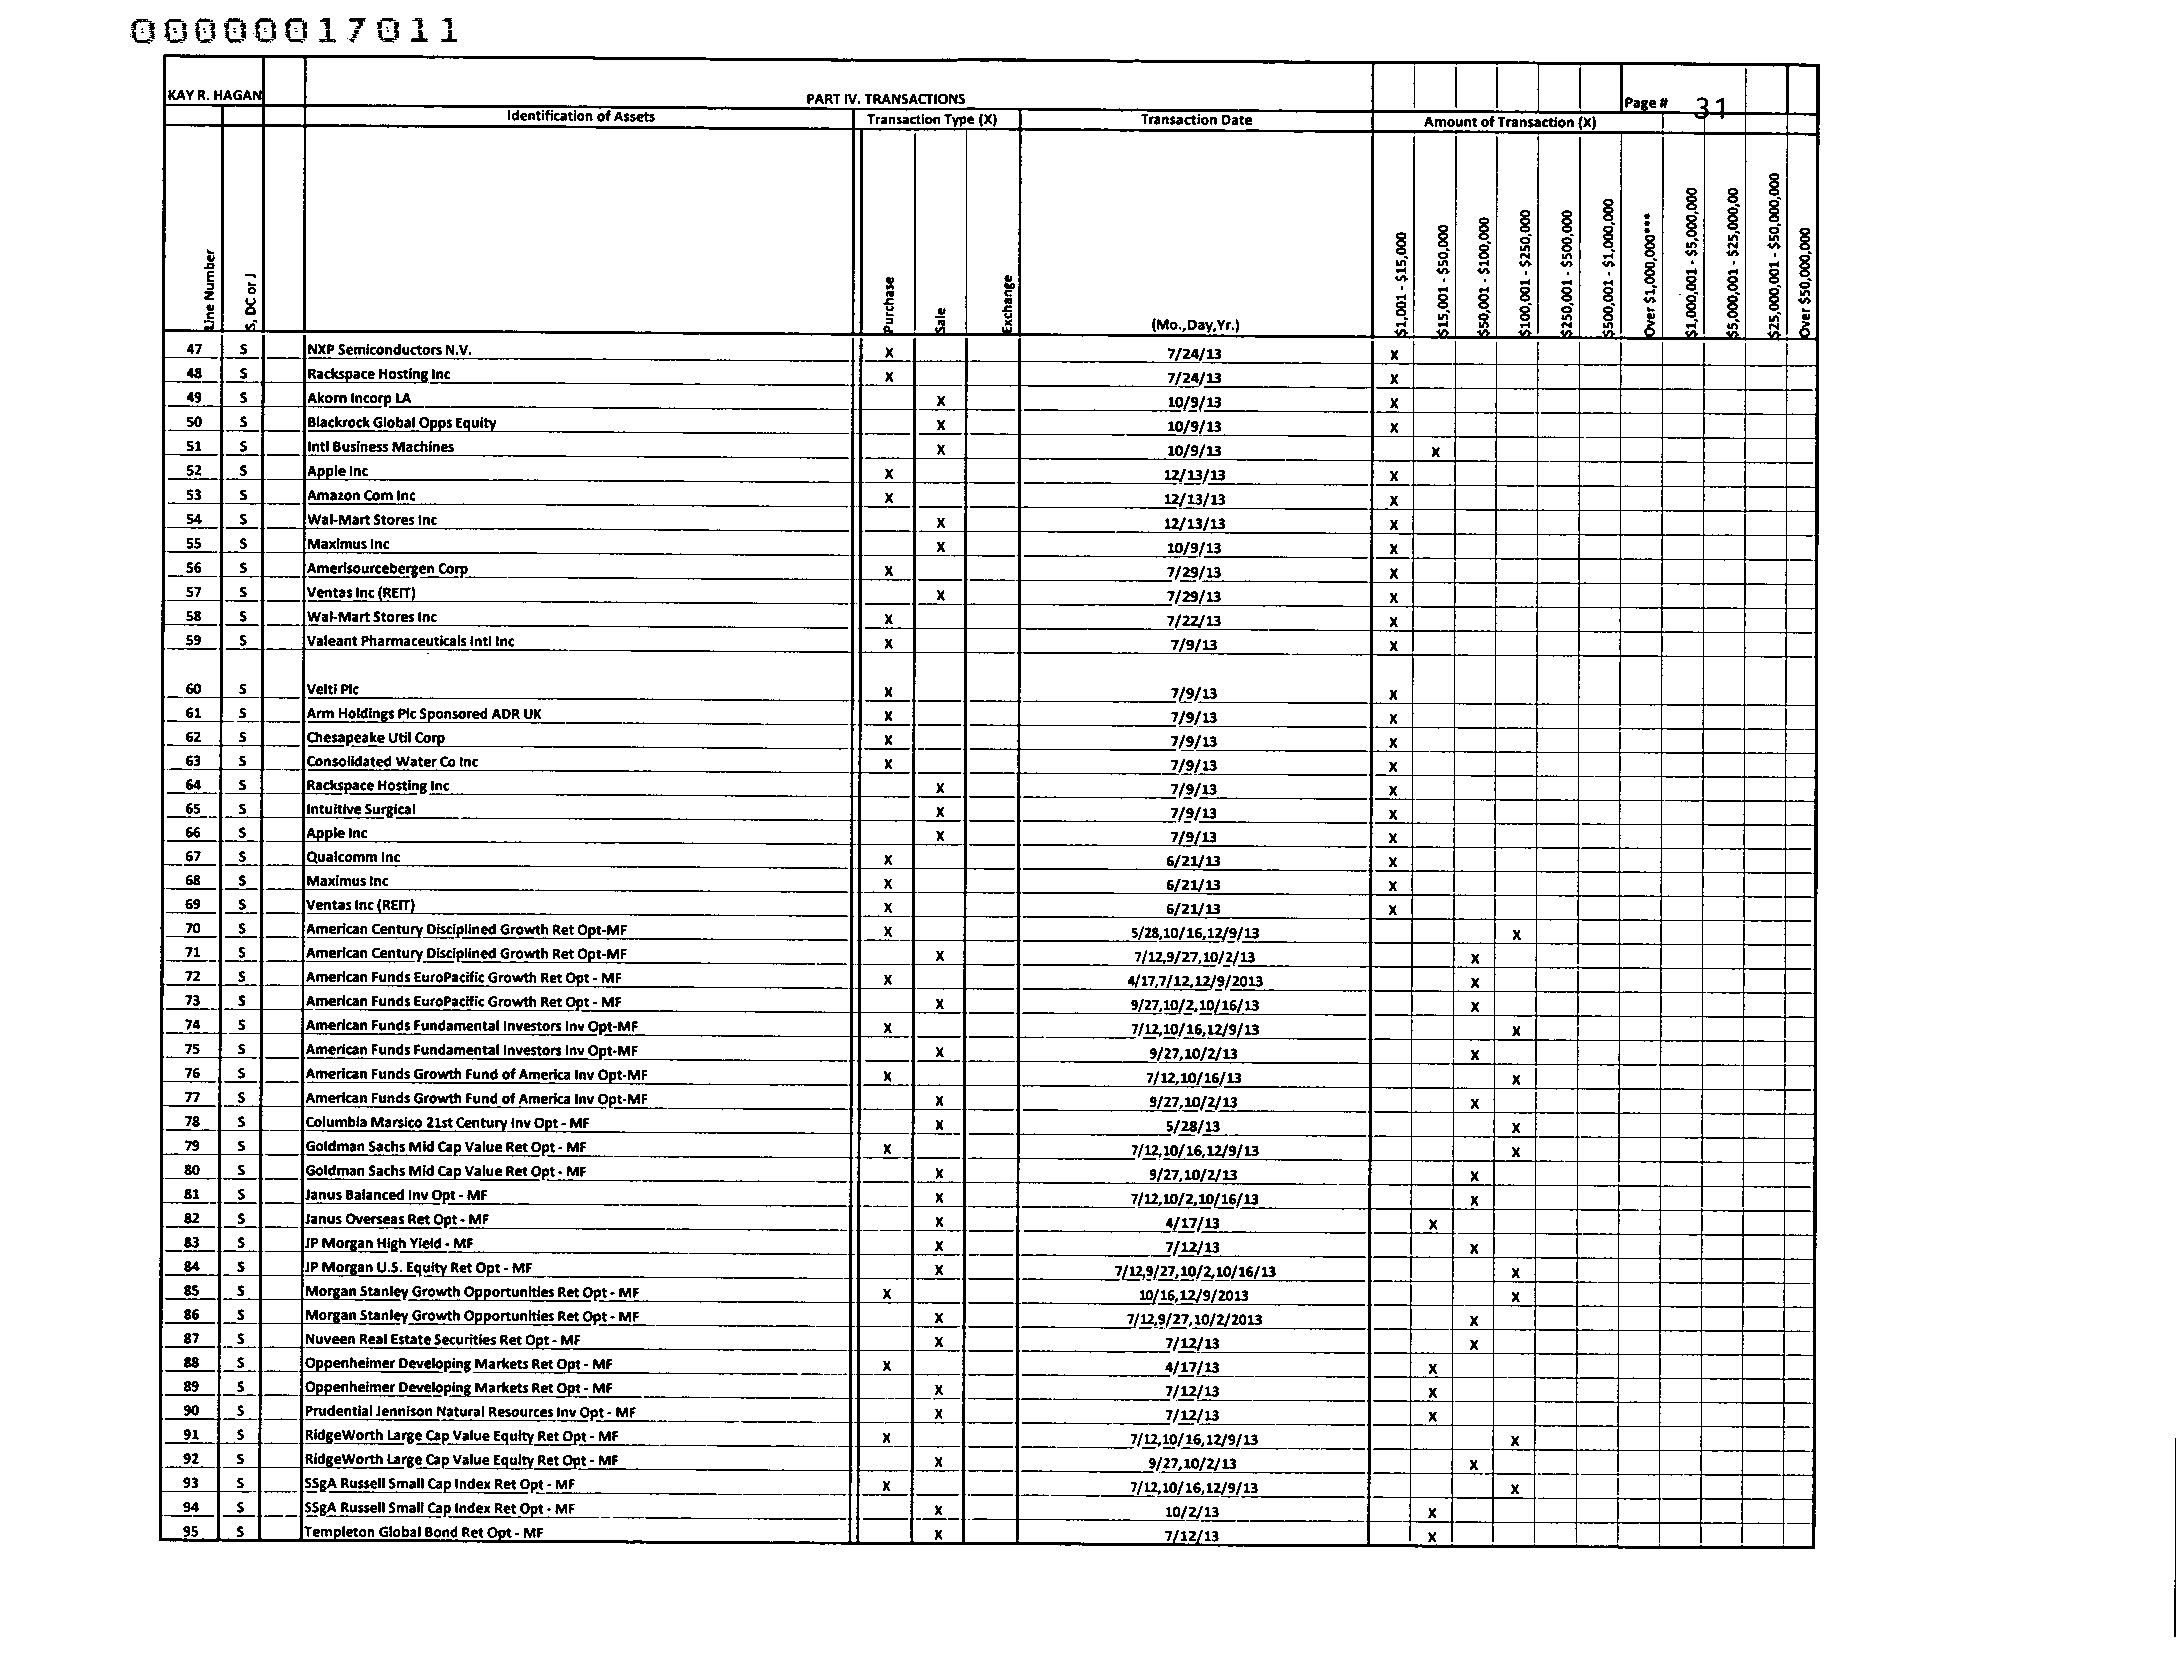 00000017011
KAY R. HAGAN PART IV. TRANSACTIONS Page # 31
Identification of Assets Transaction Type (X) Transaction Date Amount of Transaction (X)
Line Number S, DC or J Purchase Sale Exchange (Mo.,Day,Yr.) $1,001 - $15,000 $15,001 - $50,000 $50,001 - $100,000 $100,001 - $250,000 $250,001 - $500,000 $500,001 - $1,000,000 Over $1,000,000*** $1,000,001 - $5,000,000 $5,000,001 - $25,000,00 $25,000,001 - $50,000,000 Over $50,000,000
47 S NXP Semiconductors N.V. X 7/24/13 X
48 S Rackspace Hosting Inc X 7/24/13 X
49 S Akorn Incorp LA X 10/9/13 X
50 S Blackrock Global Opps Equity X 10/9/13 X
51 S Intl Business Machines X 10/9/13 X
52 S Apple Inc X 12/13/13 X
53 S Amazon Com Inc X 12/13/13 X
54 S Wal-Mart Stores Inc X 12/13/13 X
55 S Maximus Inc X 10/9/13 X
56 S Amerisourcebergen Corp X 7/29/13 X
57 S Ventas Inc (REIT) X 7/29/13 X
58 S Wal-Mart Stores Inc X 7/22/13 X
59 S Valeant Pharmaceuticals Intl Inc X 7/9/13 X
60 S Velti Plc X 7/9/13 X
61 S Arm Holdings Plc Sponsored ADR UK X 7/9/13 X
62 S Chesapeake Util Corp X 7/9/13 X
63 S Consolidated Water Co Inc X 7/9/13 X
64 S Rackspace Hosting Inc X 7/9/13 X
65 S Intuitive Surgical X 7/9/13 X
66 S Apple Inc X 7/9/13 X
67 S Qualcomm Inc X 6/21/13 X
68 S Maximus Inc X 6/21/13 X
69 S Ventas Inc (REIT) X 6/21/13 X
70 S American Century Disciplined Growth Ret Opt-MF X 5/28,10/16,12/9/13 X
71 S American Century Disciplined Growth Ret Opt-MF X 7/12,9/27,10/2/13 X
72 S American Funds EuroPacific Growth Ret Opt - MF X 4/17,7/12,12/9/2013 X
73 S American Funds EuroPacific Growth Ret Opt - MF X 9/27,10/2,10/16/13 X
74 S American Funds Fundamental Investors Inv Opt-MF X 7/12,10/16,12/9/13 X
75 S American Funds Fundamental Investors Inv Opt-MF X 9/27,10/2/13 X
76 S American Funds Growth Fund of America Inv Opt-MF X 7/12,10/16/13 X
77 S American Funds Growth Fund of America Inv Opt-MF X 9/27,10/2/13 X
78 S Columbia Marsico 21st Century Inv Opt - MF X 5/28/13 X
79 S Goldman Sachs Mid Cap Value Ret Opt - MF X 7/12,10/16,12/9/13 X
80 S Goldman Sachs Mid Cap Value Ret Opt - MF X 9/27,10/2/13 X
81 S Janus Balanced Inv Opt - MF X 7/12,10/2,10/16/13 X
82 S Janus Overseas Ret Opt - MF X 4/17/13 X
83 S JP Morgan High Yield - MF X 7/12/13 X
84 S JP Morgan U.S. Equity Ret Opt - MF X 7/12,9/27,10/2,10/16/13 X
85 S Morgan Stanley Growth Opportunities Ret Opt - MF X 10/16,12/9/2013 X
86 S Morgan Stanley Growth Opportunities Ret Opt - MF X 7/12,9/27,10/2/2013 X
87 S Nuveen Real Estate Securities Ret Opt - MF X 7/12/13 X
88 S Oppenheimer Developing Markets Ret Opt - MF X 4/17/13 X
89 S Oppenheimer Developing Markets Ret Opt - MF X 7/12/13 X
90 S Prudential Jennison Natural Resources Inv Opt - MF X 7/12/13 X
91 S RidgeWorth Large Cap Value Equity Ret Opt - MF X 7/12,10/16,12/9/13 X
92 S RidgeWorth Large Cap Value Equity Ret Opt - MF X 9/27,10/2/13 X
93 S SSgA Russell Small Cap Index Ret Opt - MF X 7/12,10/16,12/9/13 X
94 S SSgA Russell Small Cap Index Ret Opt - MF X 10/2/13 X
95 S Templeton Global Bond Ret Opt - MF X 7/12/13 X